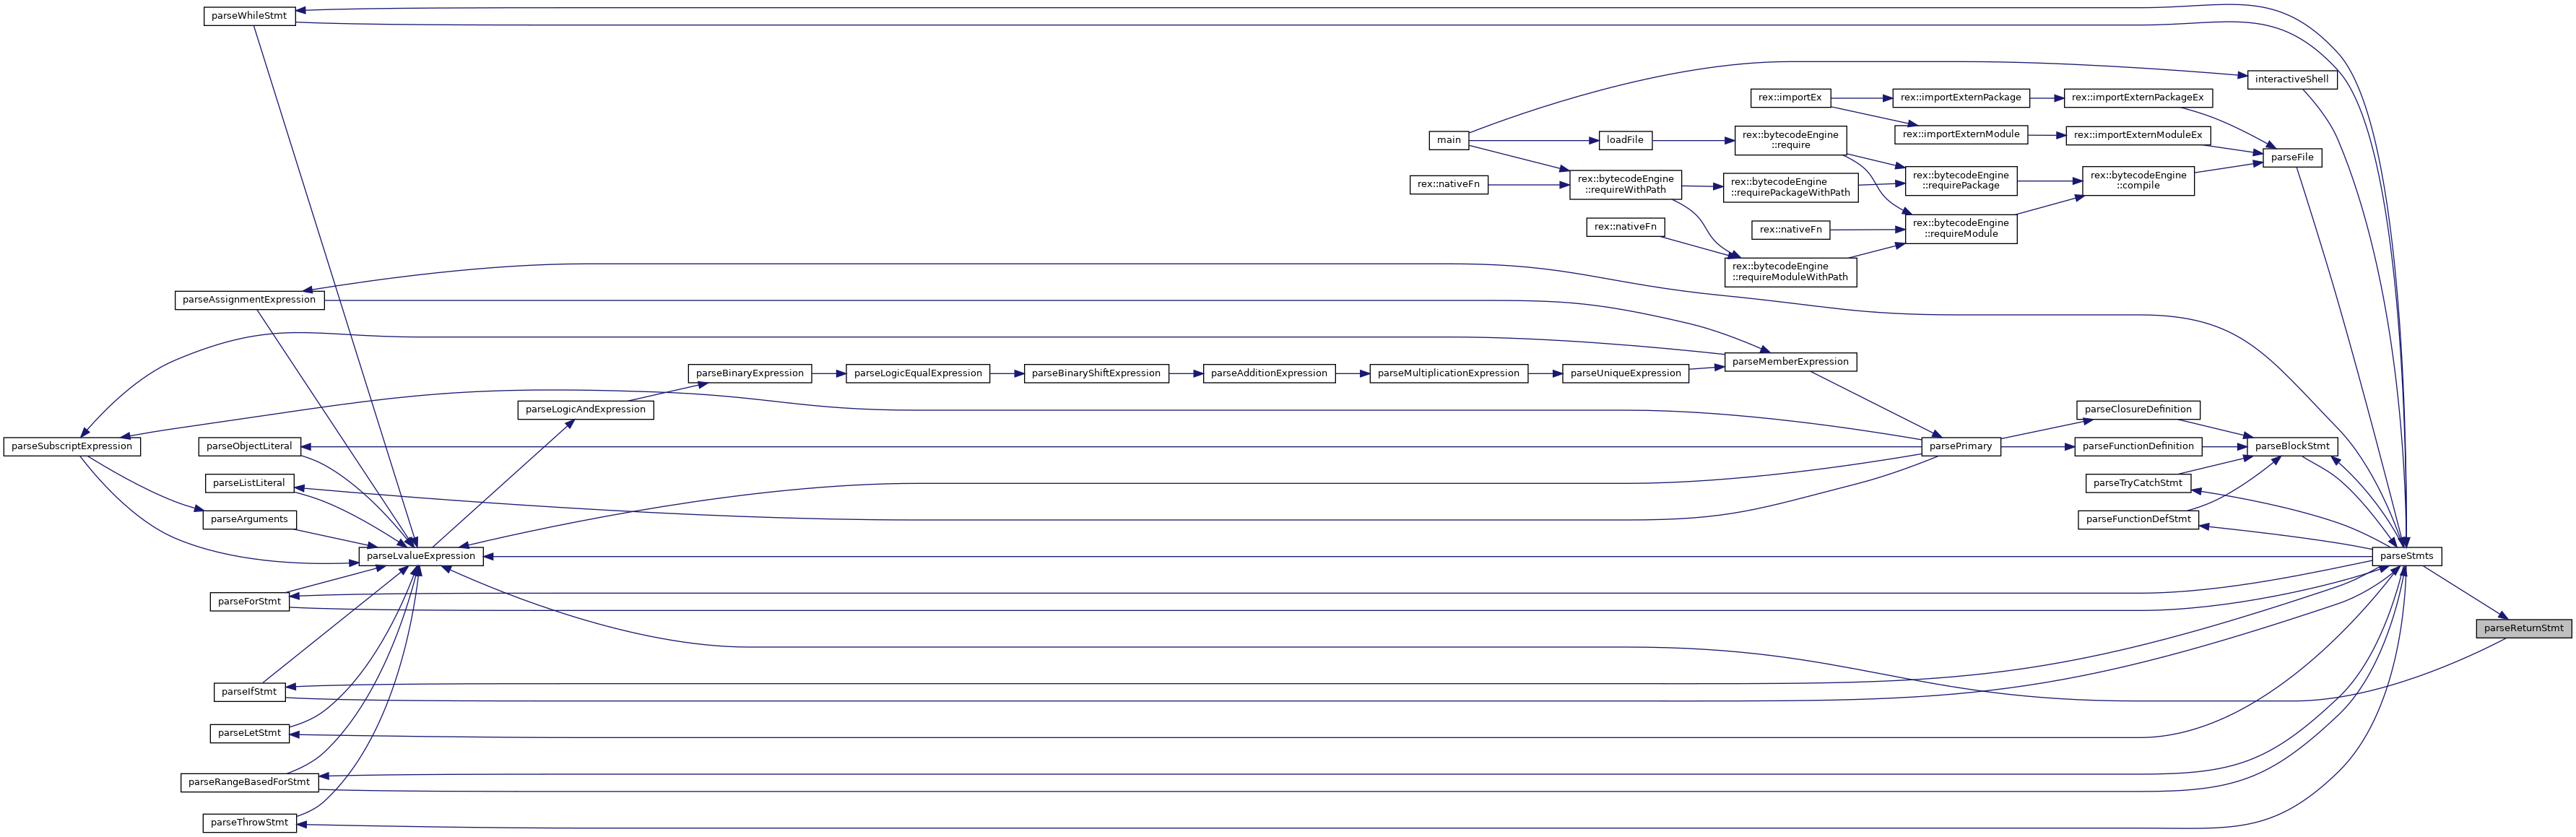 parseWhileStmt
interactiveShell
rex::importEx
rex::importExternPackage
rex::importExternPackageEx
main
loadFile
rex::bytecodeEngine
::require
rex::importExternModule
rex::importExternModuleEx
parseFile
rex::nativeFn
rex::bytecodeEngine
::requireWithPath
rex::bytecodeEngine
::requirePackageWithPath
rex::bytecodeEngine
::requirePackage
rex::bytecodeEngine
::compile
rex::nativeFn
rex::nativeFn
rex::bytecodeEngine
::requireModule
rex::bytecodeEngine
::requireModuleWithPath
parseAssignmentExpression
parseMemberExpression
parseBinaryExpression
parseLogicEqualExpression
parseBinaryShiftExpression
parseAdditionExpression
parseMultiplicationExpression
parseUniqueExpression
parseLogicAndExpression
parseClosureDefinition
parseSubscriptExpression
parseObjectLiteral
parsePrimary
parseFunctionDefinition
parseBlockStmt
parseListLiteral
parseTryCatchStmt
parseArguments
parseFunctionDefStmt
parseLvalueExpression
parseStmts
parseForStmt
parseReturnStmt
parseIfStmt
parseLetStmt
parseRangeBasedForStmt
parseThrowStmt